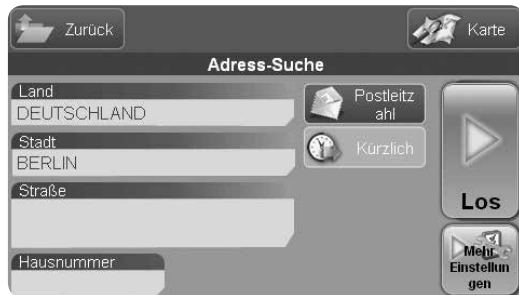 Zurück
Karte
Adress-Suche
Land
DEUTSCHLAND
Postleitz
ahl
Stadt
BERLIN
Kürzlich
Straße
Los
Hausnummer
Mehr
Einstellun
gen